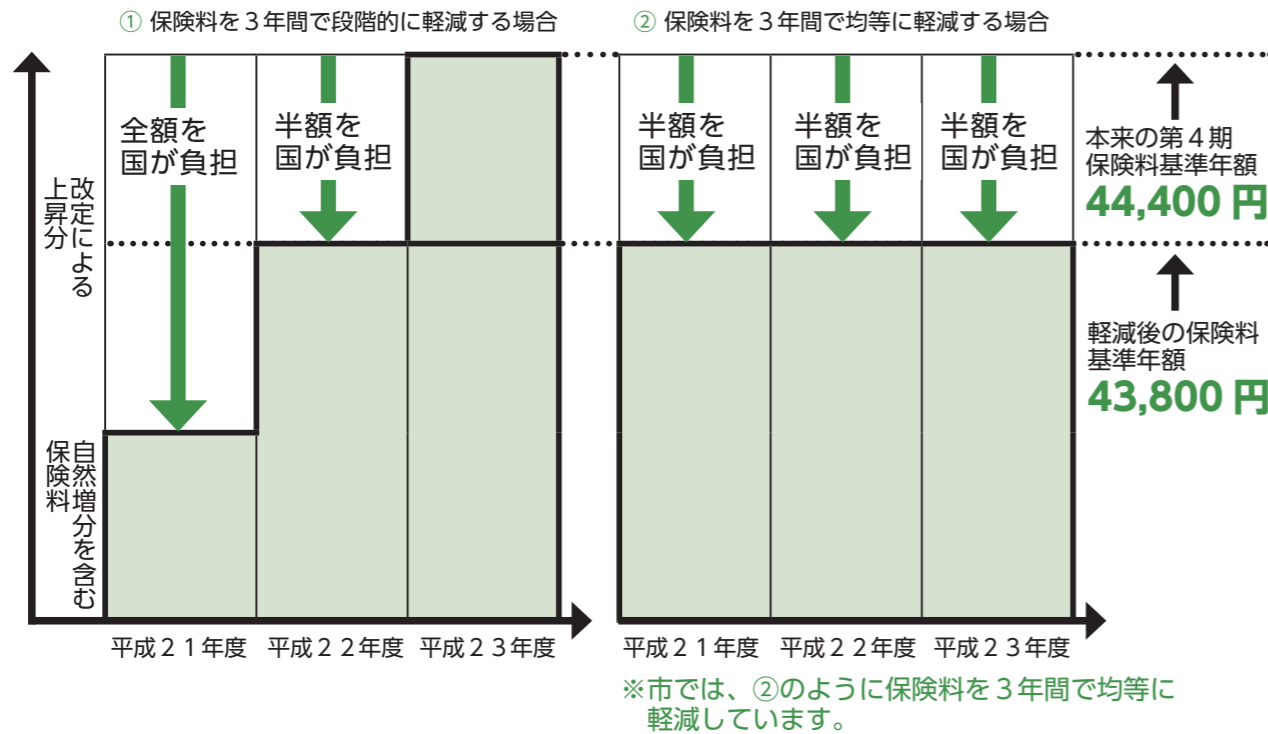 ① 保険料を３年間で段階的に軽減する場合
② 保険料を３年間で均等に軽減する場合
改定による
上昇分
自然増分を含む
保険料
全額を
国が負担
半額を
国が負担
半額を
国が負担
半額を
国が負担
半額を
国が負担
本来の第４期
保険料基準年額
44,400 円
軽減後の保険料
基準年額
43,800 円
平成２１年度
平成２２年度
平成２３年度
平成２１年度
平成２２年度
平成２３年度
※市では、②のように保険料を３年間で均等に
軽減しています。